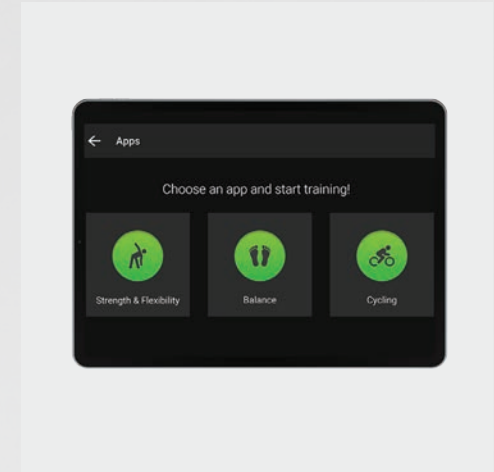 Apps
Choose an app and start training!
Strength & Flexibility
Balance
Cycling